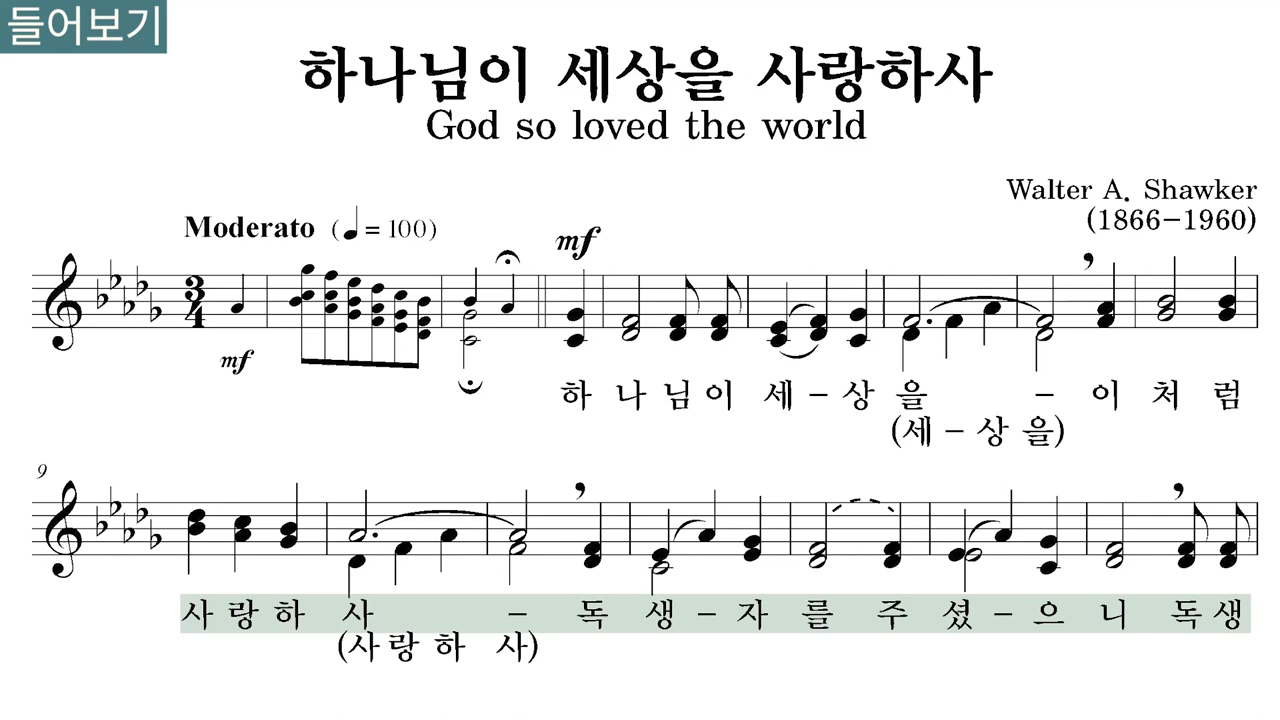 들어보기
하나님이 세상을 사랑하사
God so loved the world
Walter A. Shawker
(1866-1960)
Moderato (♩= 100)
mf
3
4
mf
하 나 님 이 세 - 상 을 - 이 처 럼
(세 - 상 을)
9
사 랑 하 사 - 독 생 - 자 를 주 셨 - 으 니 독 생
(사 랑 하 사)